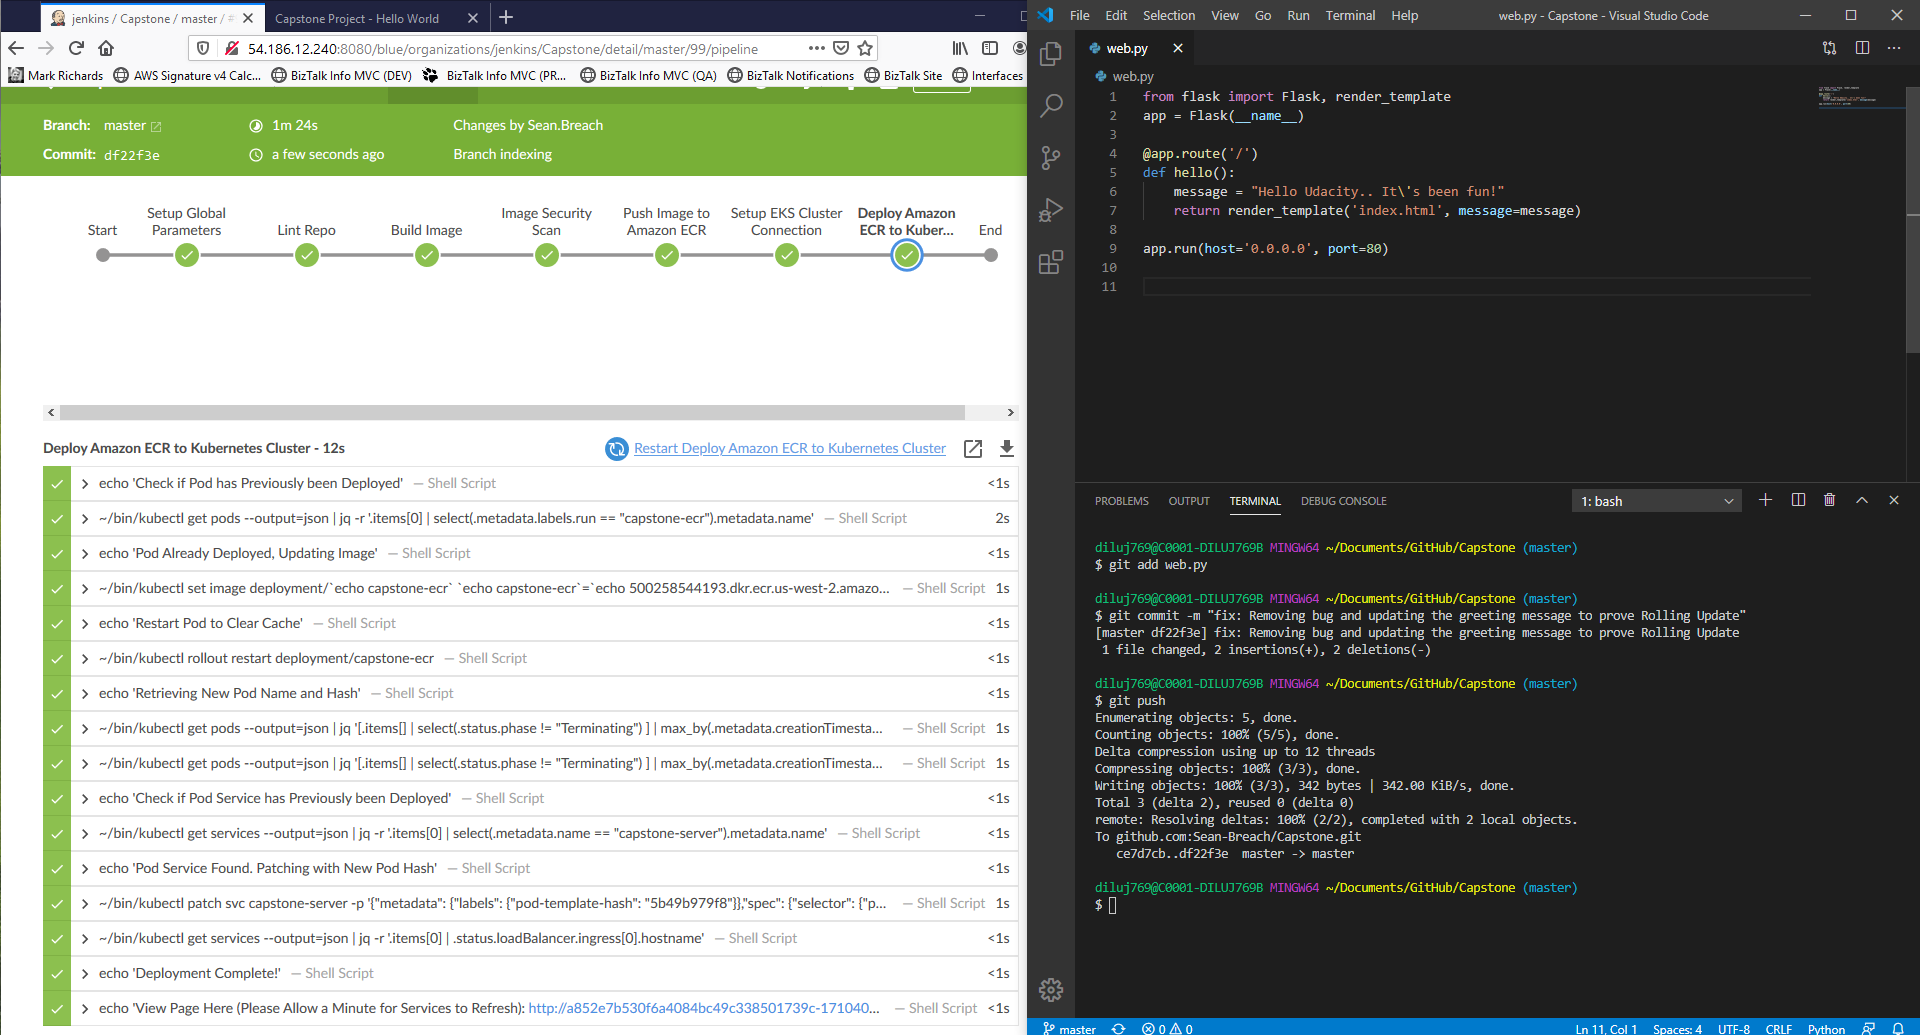 jenkins / Capstone / master / #
Capstone Project - Hello World
54.186.12.240:8080/blue/organizations/jenkins/Capstone/detail/master/99/pipeline
Mark Richards
AWS Signature v4 Calc...
BizTalk Info MVC (DEV)
BizTalk Info MVC (PR...
BizTalk Info MVC (QA)
BizTalk Notifications
BizTalk Site
Interfaces
Branch: master
1m 24s
Changes by Sean.Breach
Commit: df22f3e
a few seconds ago
Branch indexing
Start
Setup Global Parameters
Lint Repo
Build Image
Image Security Scan
Push Image to Amazon ECR
Setup EKS Cluster Connection
Deploy Amazon ECR to Kuber...
End
Deploy Amazon ECR to Kubernetes Cluster - 12s
Restart Deploy Amazon ECR to Kubernetes Cluster
echo 'Check if Pod has Previously been Deployed' — Shell Script <1s
~/bin/kubectl get pods --output=json | jq -r '.items[0] | select(.metadata.labels.run == "capstone-ecr").metadata.name' — Shell Script 2s
echo 'Pod Already Deployed, Updating Image' — Shell Script <1s
~/bin/kubectl set image deployment/`echo capstone-ecr` `echo capstone-ecr`=`echo 500258544193.dkr.ecr.us-west-2.amazo... — Shell Script 1s
echo 'Restart Pod to Clear Cache' — Shell Script <1s
~/bin/kubectl rollout restart deployment/capstone-ecr — Shell Script <1s
echo 'Retrieving New Pod Name and Hash' — Shell Script <1s
~/bin/kubectl get pods --output=json | jq '[.items[] | select(.status.phase != "Terminating") ] | max_by(.metadata.creationTimesta... — Shell Script 1s
~/bin/kubectl get pods --output=json | jq '[.items[] | select(.status.phase != "Terminating") ] | max_by(.metadata.creationTimesta... — Shell Script 1s
echo 'Check if Pod Service has Previously been Deployed' — Shell Script <1s
~/bin/kubectl get services --output=json | jq -r '.items[0] | select(.metadata.name == "capstone-server").metadata.name' — Shell Script <1s
echo 'Pod Service Found. Patching with New Pod Hash' — Shell Script <1s
~/bin/kubectl patch svc capstone-server -p '{"metadata": {"labels": {"pod-template-hash": "5b49b979f8"}},"spec": {"selector": {"p... — Shell Script 1s
~/bin/kubectl get services --output=json | jq -r '.items[0] | .status.loadBalancer.ingress[0].hostname' — Shell Script <1s
echo 'Deployment Complete!' — Shell Script <1s
echo 'View Page Here (Please Allow a Minute for Services to Refresh): http://a852e7b530f6a4084bc49c338501739c-171040... — Shell Script <1s
File Edit Selection View Go Run Terminal Help
web.py - Capstone - Visual Studio Code
web.py
web.py
1 from flask import Flask, render_template
2 app = Flask(__name__)
3
4 @app.route('/')
5 def hello():
6 message = "Hello Udacity.. It\'s been fun!"
7 return render_template('index.html', message=message)
8
9 app.run(host='0.0.0.0', port=80)
10
11
PROBLEMS OUTPUT TERMINAL DEBUG CONSOLE
1: bash
diluj769@C0001-DILUJ769B MINGW64 ~/Documents/GitHub/Capstone (master)
$ git add web.py
diluj769@C0001-DILUJ769B MINGW64 ~/Documents/GitHub/Capstone (master)
$ git commit -m "fix: Removing bug and updating the greeting message to prove Rolling Update"
[master df22f3e] fix: Removing bug and updating the greeting message to prove Rolling Update
1 file changed, 2 insertions(+), 2 deletions(-)
diluj769@C0001-DILUJ769B MINGW64 ~/Documents/GitHub/Capstone (master)
$ git push
Enumerating objects: 5, done.
Counting objects: 100% (5/5), done.
Delta compression using up to 12 threads
Compressing objects: 100% (3/3), done.
Writing objects: 100% (3/3), 342 bytes | 342.00 KiB/s, done.
Total 3 (delta 2), reused 0 (delta 0)
remote: Resolving deltas: 100% (2/2), completed with 2 local objects.
To github.com:Sean-Breach/Capstone.git
ce7d7cb..df22f3e master -> master
diluj769@C0001-DILUJ769B MINGW64 ~/Documents/GitHub/Capstone (master)
$
master
0 0
Ln 11, Col 1
Spaces: 4
UTF-8
CRLF
Python